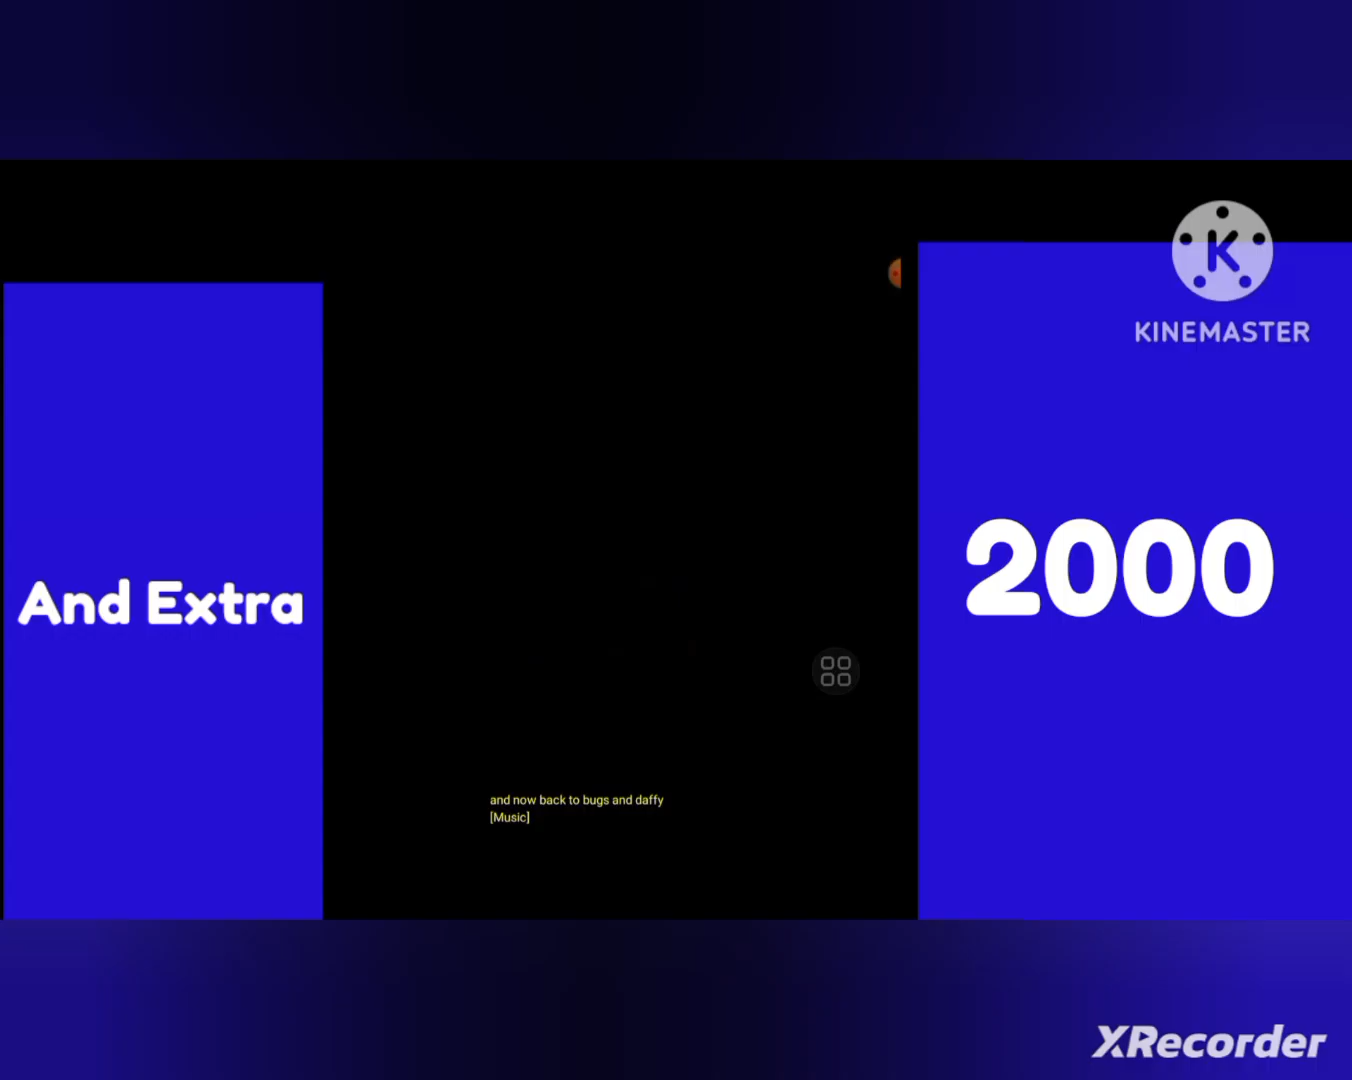 K
KINEMASTER
And Extra
2000
and now back to bugs and daffy
[Music]
XRecorder